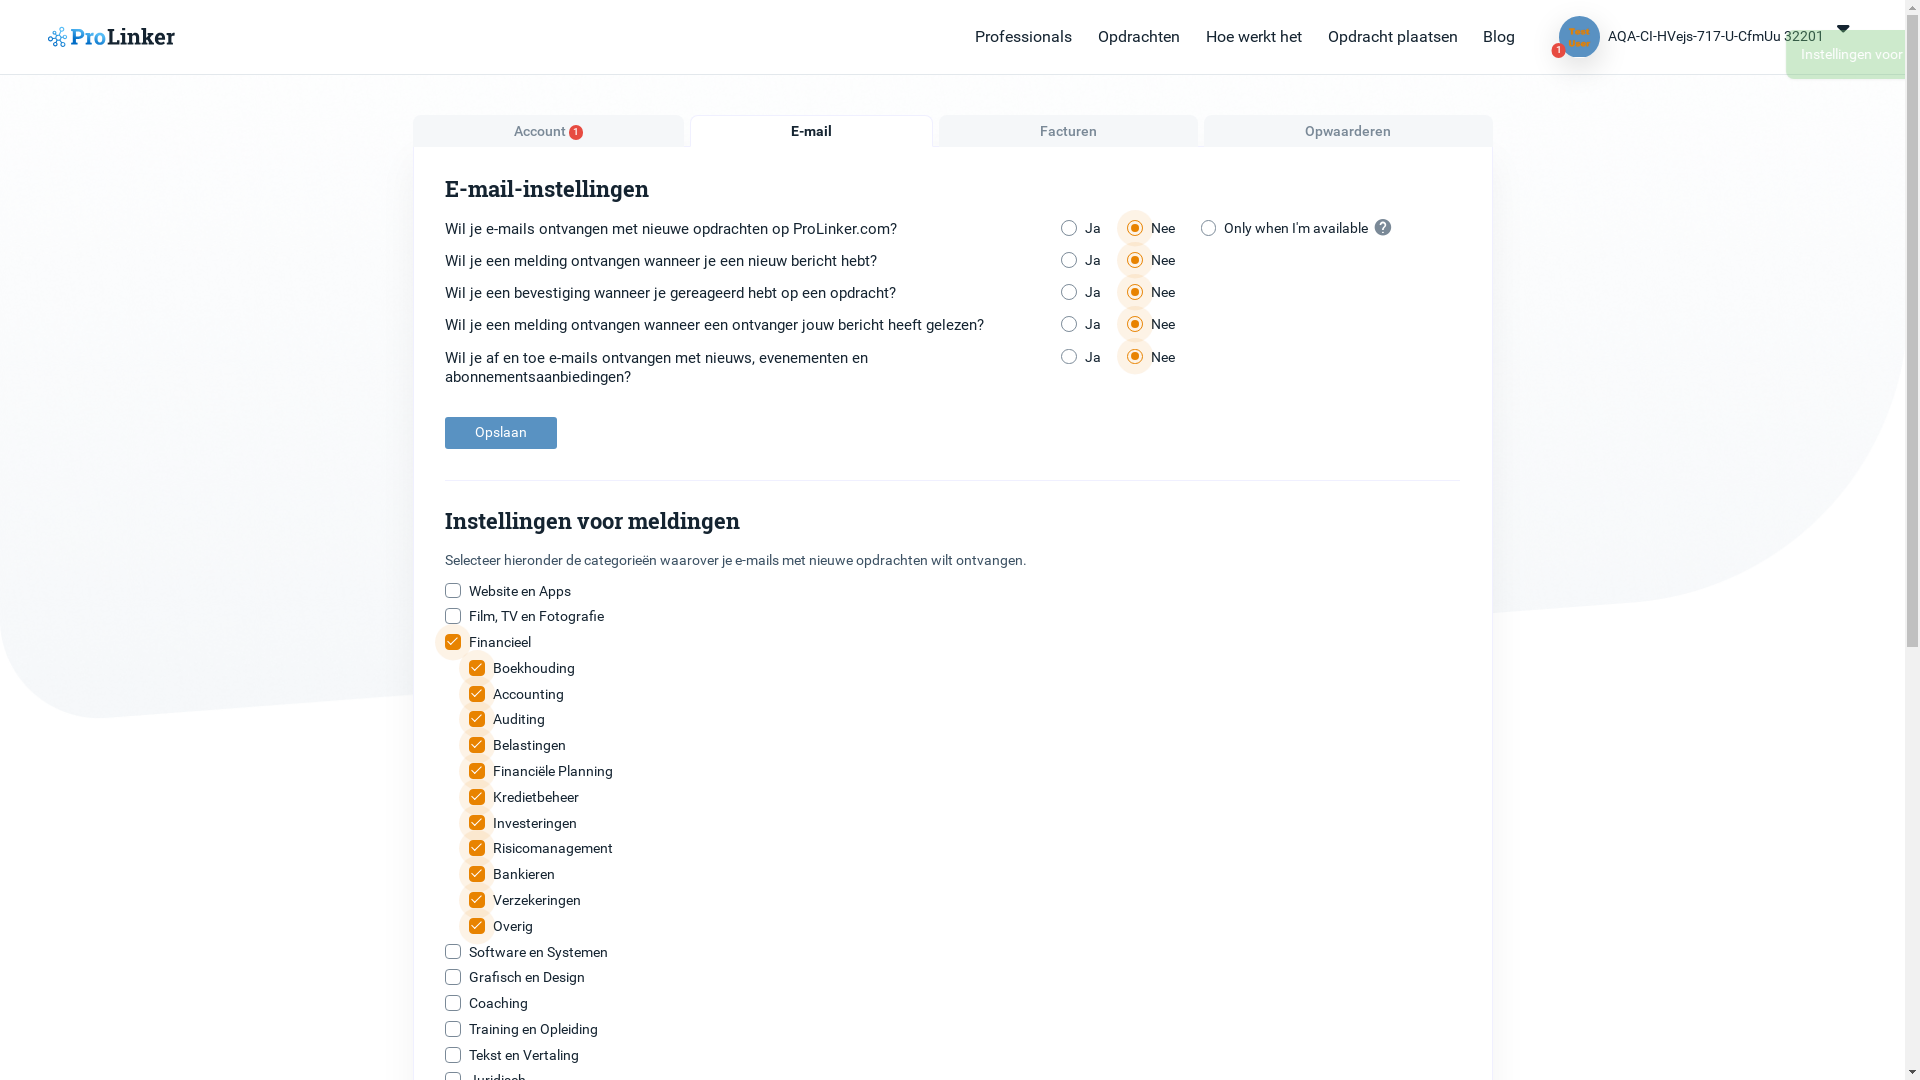 ProLinker
Professionals
Opdrachten
Hoe werkt het
Opdracht plaatsen
Blog
Test
User
1
AQA-CI-HVejs-717-U-CfmUu 32201
Instellingen voor
Account 1
E-mail
Facturen
Opwaarderen
E-mail-instellingen
Wil je e-mails ontvangen met nieuwe opdrachten op ProLinker.com?
Ja Nee Only when I'm available ?
Wil je een melding ontvangen wanneer je een nieuw bericht hebt?
Ja Nee
Wil je een bevestiging wanneer je gereageerd hebt op een opdracht?
Ja Nee
Wil je een melding ontvangen wanneer een ontvanger jouw bericht heeft gelezen?
Ja Nee
Wil je af en toe e-mails ontvangen met nieuws, evenementen en
abonnementsaanbiedingen?
Ja Nee
Opslaan
Instellingen voor meldingen
Selecteer hieronder de categorieën waarover je e-mails met nieuwe opdrachten wilt ontvangen.
Website en Apps
Film, TV en Fotografie
Financieel
Boekhouding
Accounting
Auditing
Belastingen
Financiële Planning
Kredietbeheer
Investeringen
Risicomanagement
Bankieren
Verzekeringen
Overig
Software en Systemen
Grafisch en Design
Coaching
Training en Opleiding
Tekst en Vertaling
Juridisch